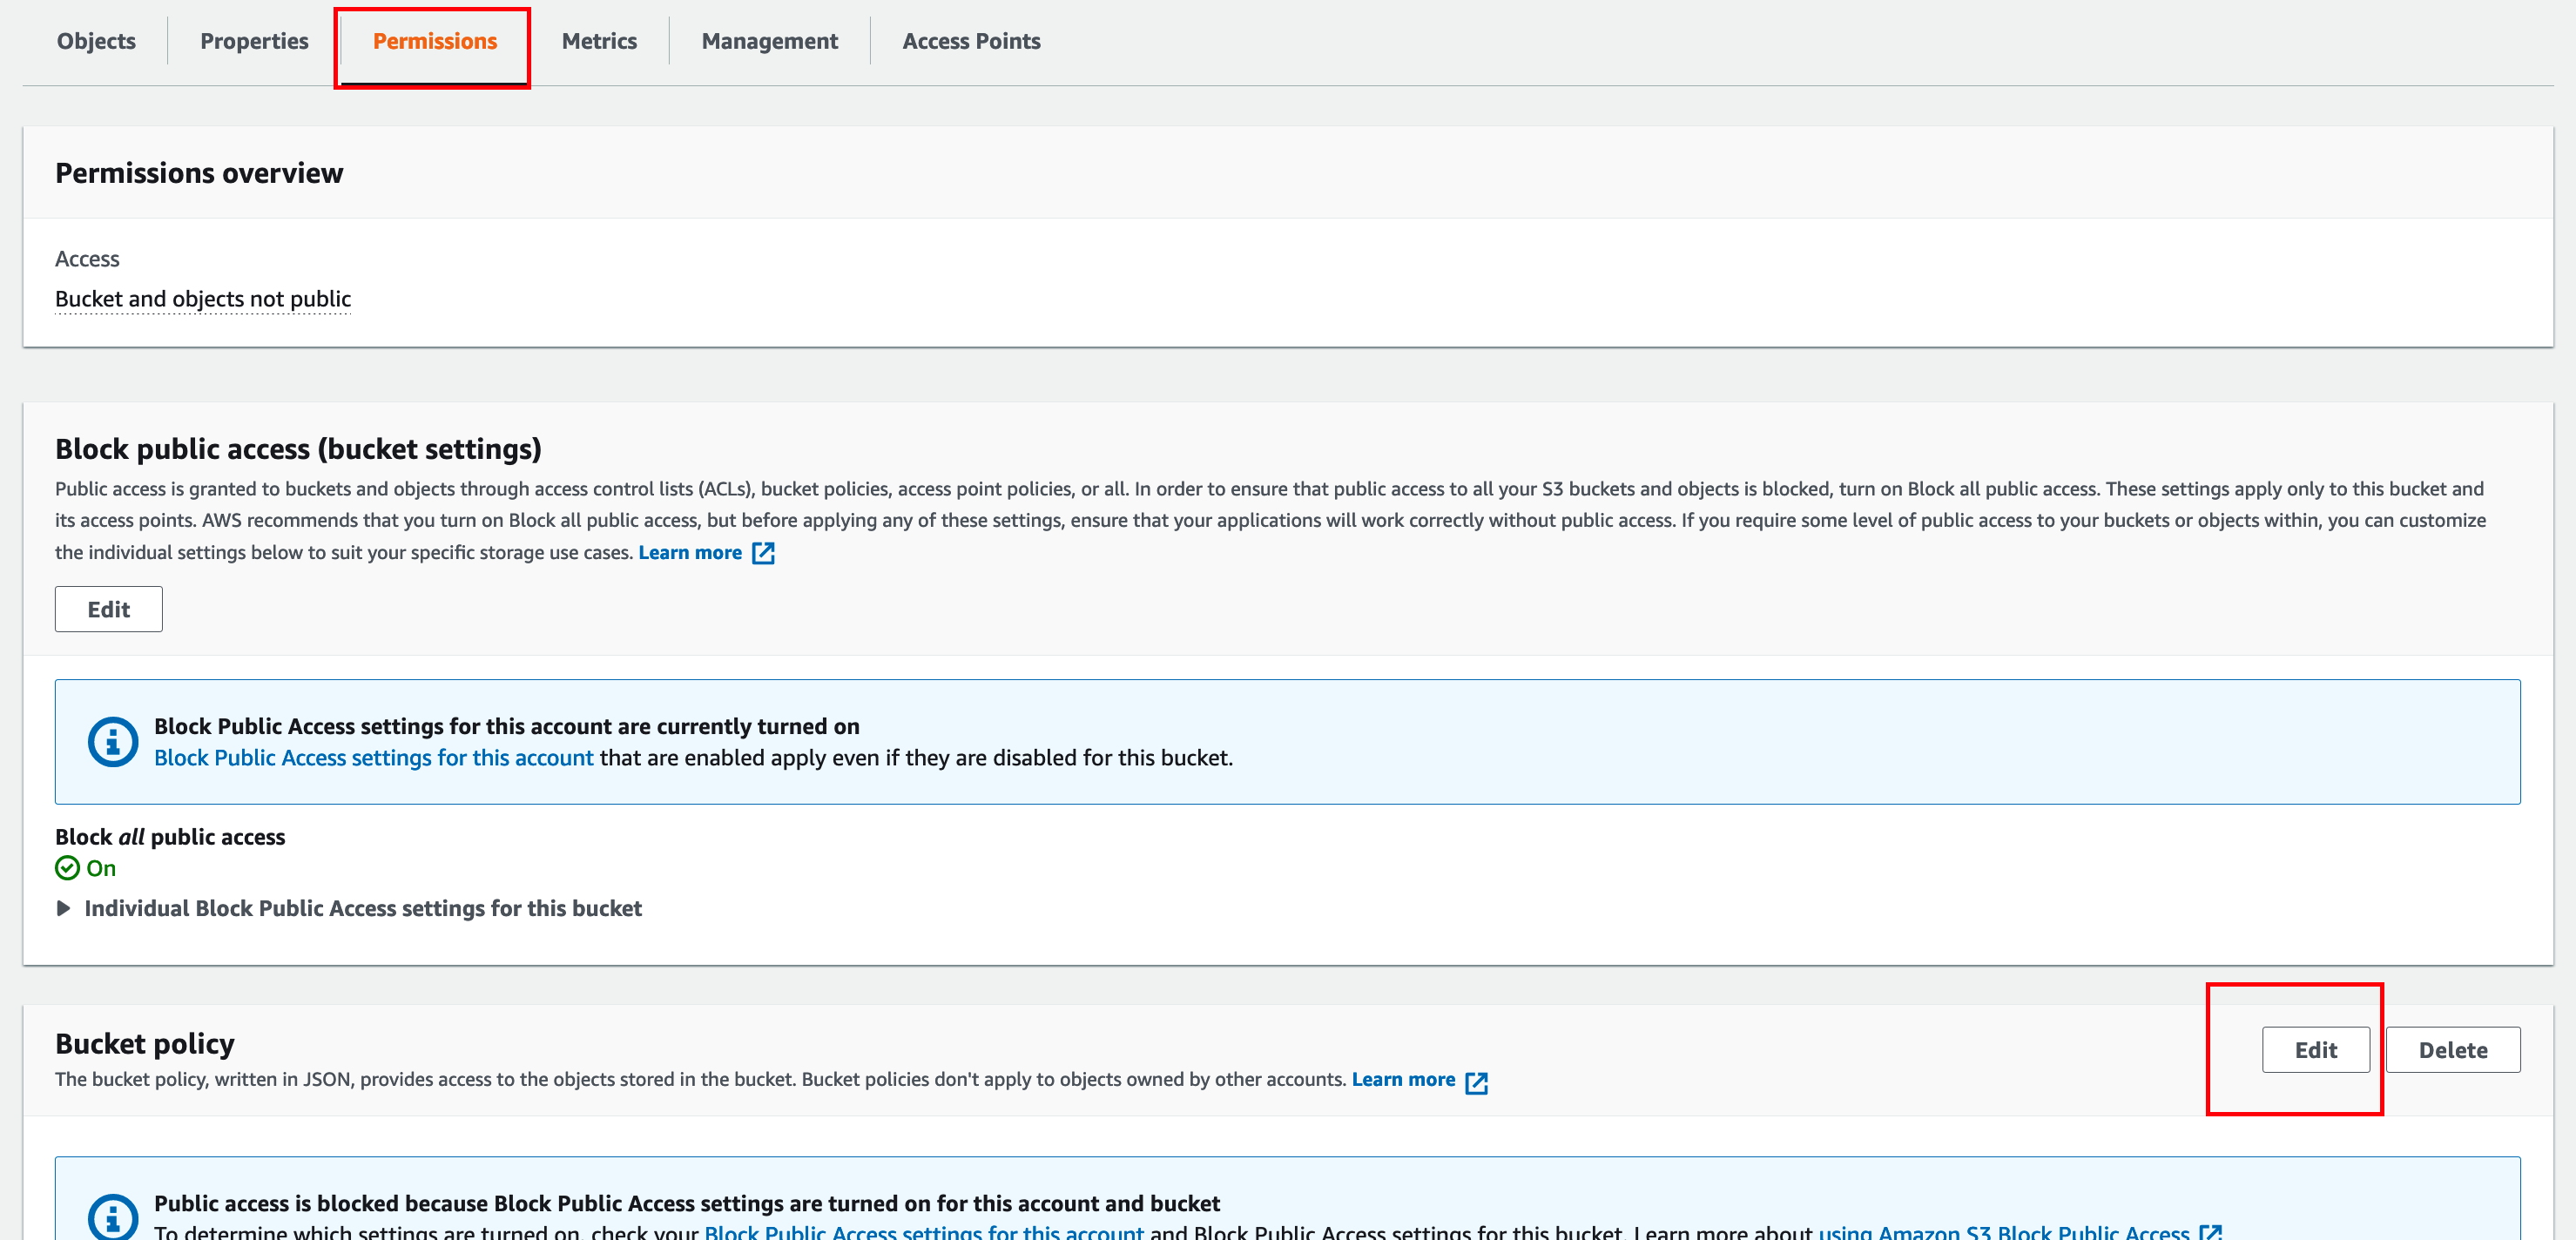 Objects Properties Permissions Metrics Management Access Points
Permissions overview
Access
Bucket and objects not public
Block public access (bucket settings)
Public access is granted to buckets and objects through access control lists (ACLs), bucket policies, access point policies, or all. In order to ensure that public access to all your S3 buckets and objects is blocked, turn on Block all public access. These settings apply only to this bucket and
its access points. AWS recommends that you turn on Block all public access, but before applying any of these settings, ensure that your applications will work correctly without public access. If you require some level of public access to your buckets or objects within, you can customize
the individual settings below to suit your specific storage use cases. Learn more
Edit
Block Public Access settings for this account are currently turned on
Block Public Access settings for this account that are enabled apply even if they are disabled for this bucket.
Block all public access
On
Individual Block Public Access settings for this bucket
Bucket policy
Edit Delete
The bucket policy, written in JSON, provides access to the objects stored in the bucket. Bucket policies don't apply to objects owned by other accounts. Learn more
Public access is blocked because Block Public Access settings are turned on for this account and bucket
To determine which settings are turned on, check your Block Public Access settings for this account and Block Public Access settings for this bucket. Learn more about using Amazon S3 Block Public Access